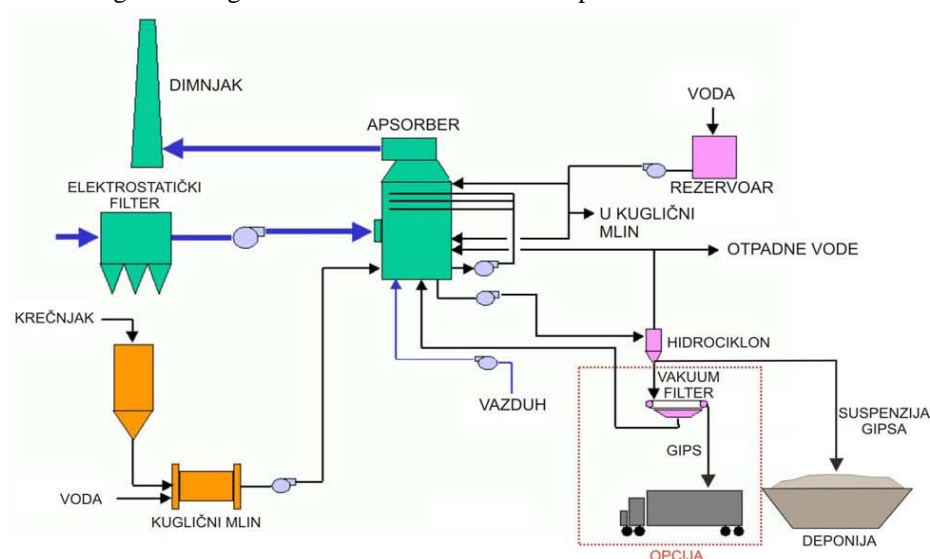 DIMNJAK
APSORBER
VODA
REZERVOAR
ELEKTROSTATIČKI
FILTER
U KUGLIČNI
MLIN
OTPADNE VODE
KREČNJAK
HIDROCIKLON
VAKUUM
FILTER
VAZDUH
SUSPENZIJA
GIPSA
GIPS
VODA
KUGLIČNI MLIN
DEPONIJA
OPCIJA